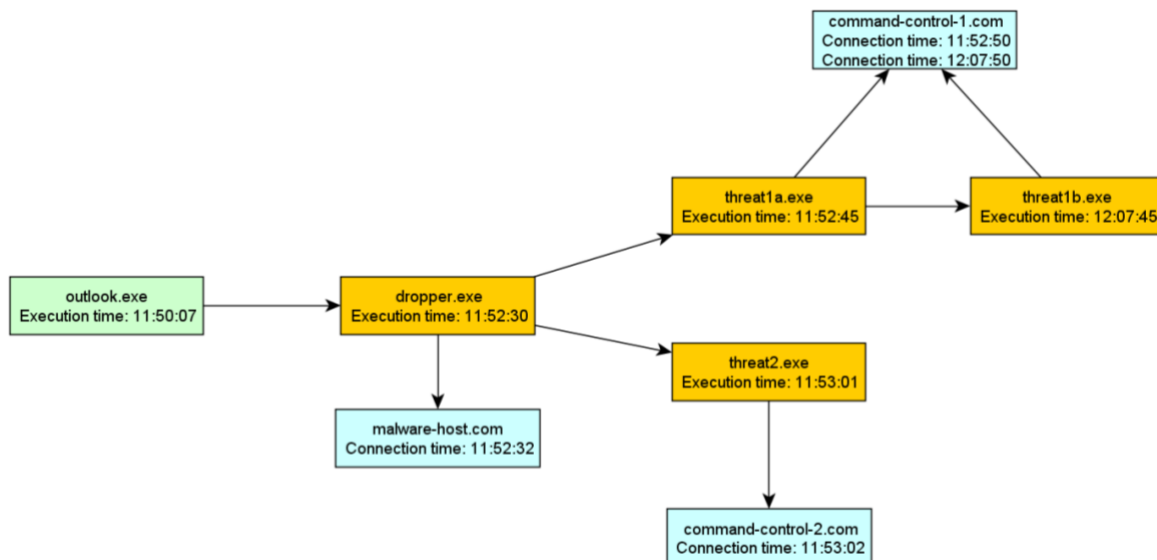 command-control-1.com
Connection time: 11:52:50
Connection time: 12:07:50
threat1a.exe
Execution time: 11:52:45
threat1b.exe
Execution time: 12:07:45
outlook.exe
Execution time: 11:50:07
dropper.exe
Execution time: 11:52:30
threat2.exe
Execution time: 11:53:01
malware-host.com
Connection time: 11:52:32
command-control-2.com
Connection time: 11:53:02